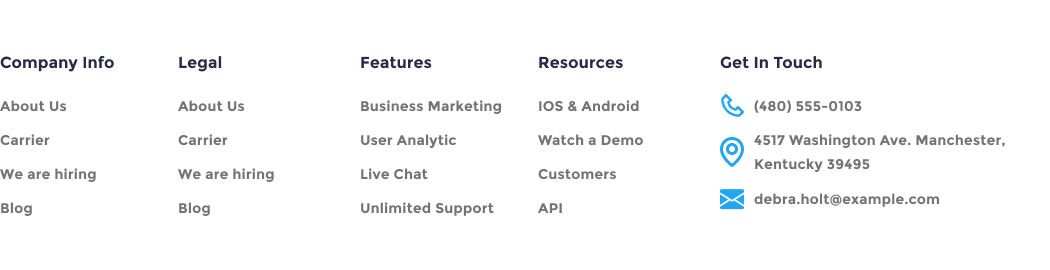 Company Info
About Us
Carrier
We are hiring
Blog
Legal
About Us
Carrier
We are hiring
Blog
Features
Business Marketing
User Analytic
Live Chat
Unlimited Support
Resources
IOS & Android
Watch a Demo
Customers
API
Get In Touch
(480) 555-0103
4517 Washington Ave. Manchester,
Kentucky 39495
debra.holt@example.com